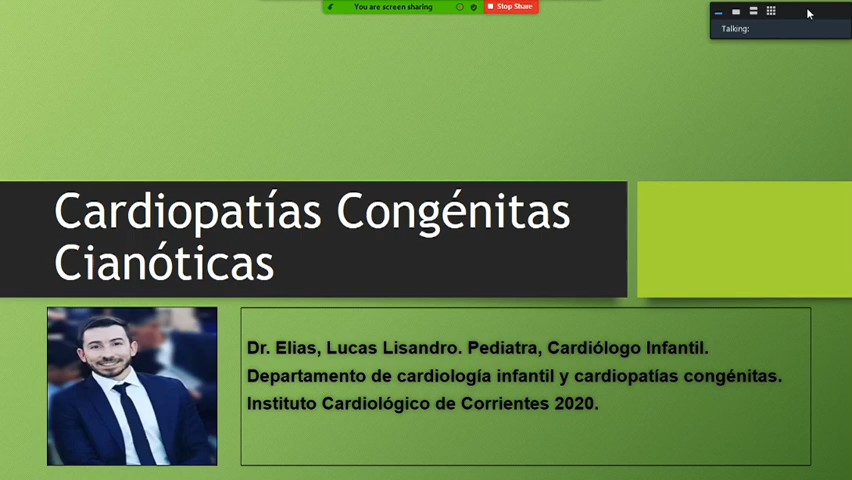 You are screen sharing
Stop Share
Talking:
Cardiopatías Congénitas
Cianóticas
Dr. Elias, Lucas Lisandro. Pediatra, Cardiólogo Infantil.
Departamento de cardiología infantil y cardiopatías congénitas.
Instituto Cardiológico de Corrientes 2020.